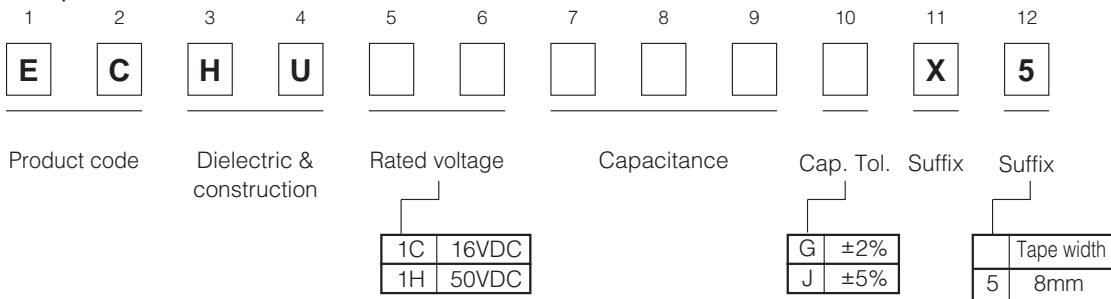 1 2 3 4 5 6 7 8 9 10 11 12
E C H U X 5
Product code Dielectric & Rated voltage Capacitance Cap. Tol. Suffix Suffix
construction
1C 16VDC G ±2% Tape width
1H 50VDC J ±5% 5 8mm